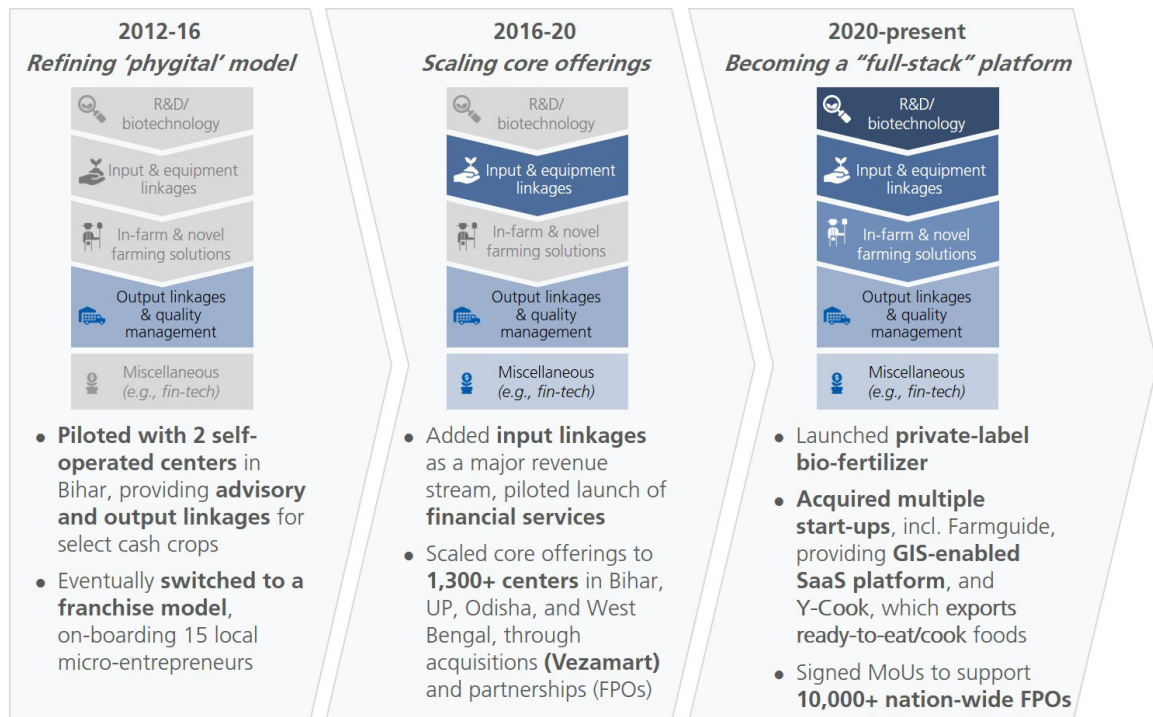 2012-16
Refining ‘phygital’ model
R&D/
biotechnology
Input & equipment
linkages
In-farm & novel
farming solutions
Output linkages
& quality
management
Miscellaneous
(e.g., fin-tech)
● Piloted with 2 self-
operated centers in
Bihar, providing advisory
and output linkages for
select cash crops
● Eventually switched to a
franchise model,
on-boarding 15 local
micro-entrepreneurs
2016-20
Scaling core offerings
R&D/
biotechnology
Input & equipment
linkages
In-farm & novel
farming solutions
Output linkages
& quality
management
Miscellaneous
(e.g., fin-tech)
● Added input linkages
as a major revenue
stream, piloted launch of
financial services
● Scaled core offerings to
1,300+ centers in Bihar,
UP, Odisha, and West
Bengal, through
acquisitions (Vezamart)
and partnerships (FPOs)
2020-present
Becoming a “full-stack” platform
R&D/
biotechnology
Input & equipment
linkages
In-farm & novel
farming solutions
Output linkages
& quality
management
Miscellaneous
(e.g., fin-tech)
● Launched private-label
bio-fertilizer
● Acquired multiple
start-ups, incl. Farmguide,
providing GIS-enabled
SaaS platform, and
Y-Cook, which exports
ready-to-eat/cook foods
● Signed MoUs to support
10,000+ nation-wide FPOs